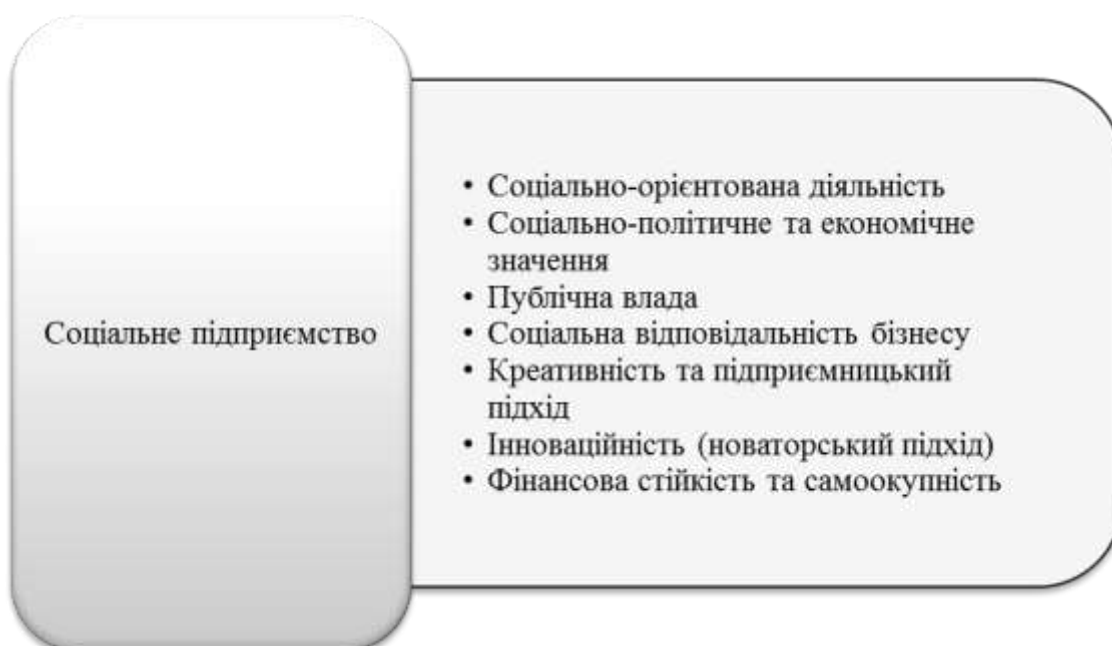 Соціальне підприємство
• Соціально-орієнтована діяльність
• Соціально-політичне та економічне
значення
• Публічна влада
• Соціальна відповідальність бізнесу
• Креативність та підприємницький
підхід
• Інноваційність (новаторський підхід)
• Фінансова стійкість та самоокупність